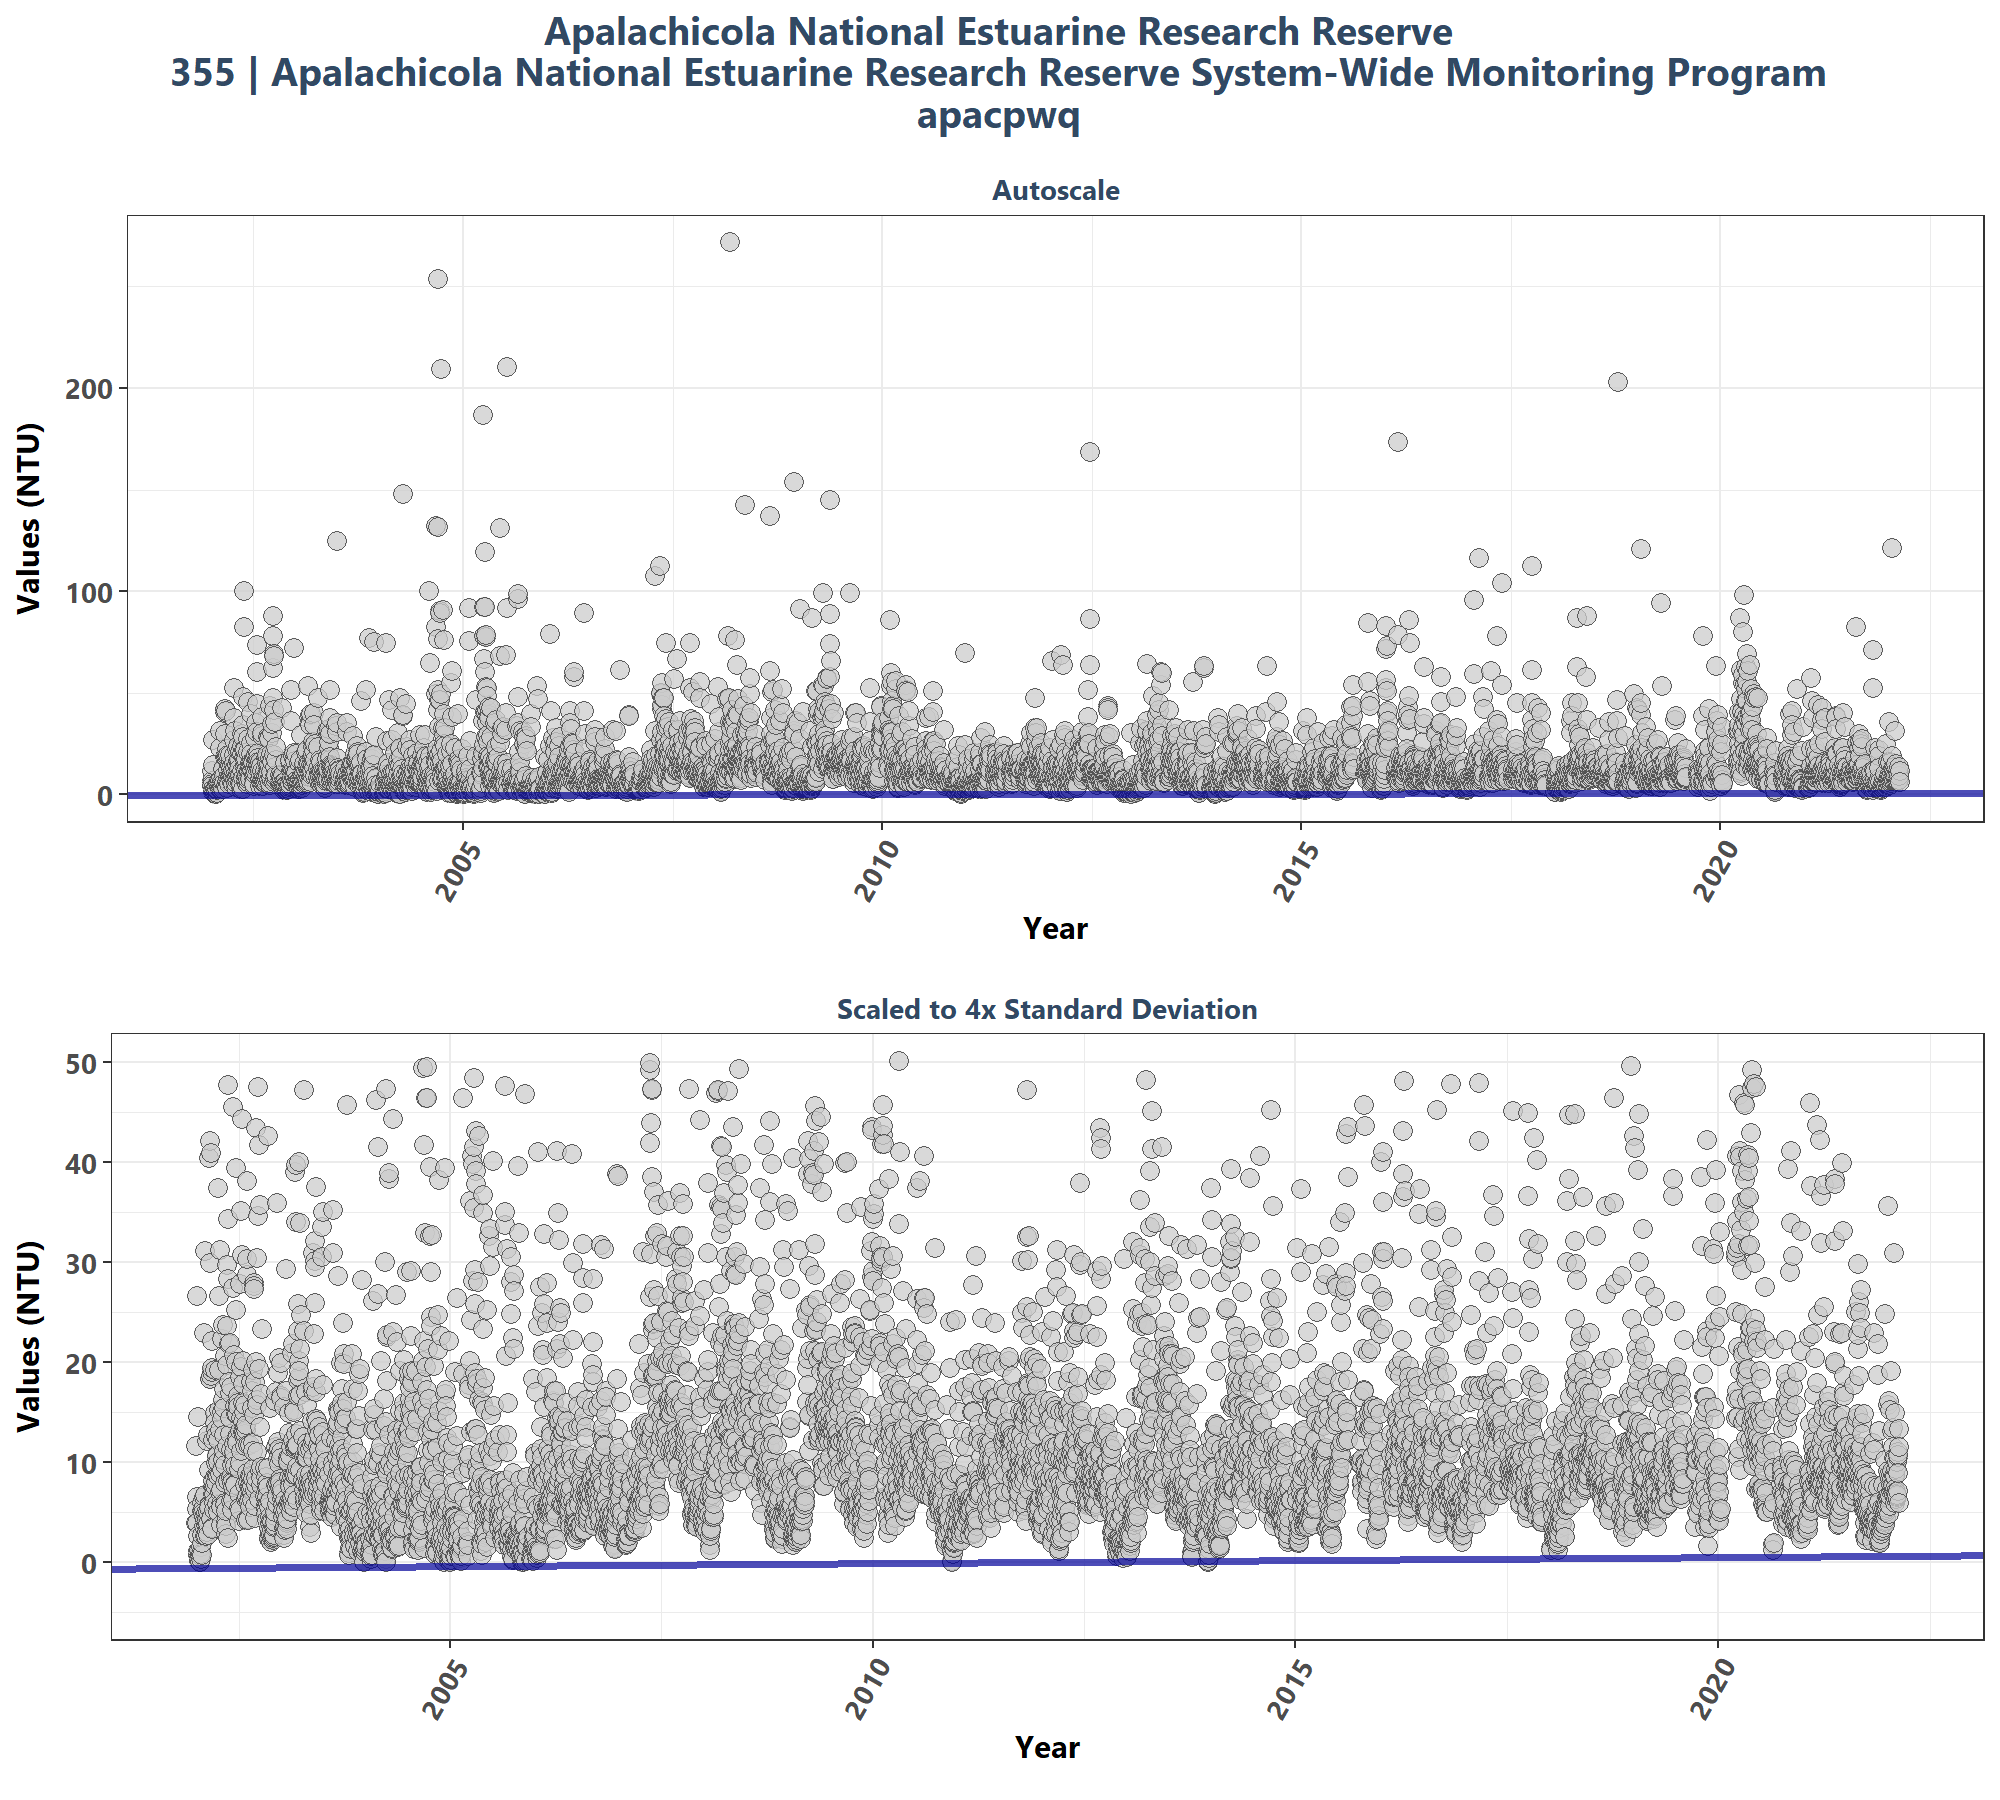 Apalachicola National Estuarine Research Reserve
355 | Apalachicola National Estuarine Research Reserve System-Wide Monitoring Program
apacpwq
Autoscale
Values (NTU)
200
100
0
2005
2010
2015
2020
Year
Scaled to 4x Standard Deviation
Values (NTU)
50
40
30
20
10
0
2005
2010
2015
2020
Year